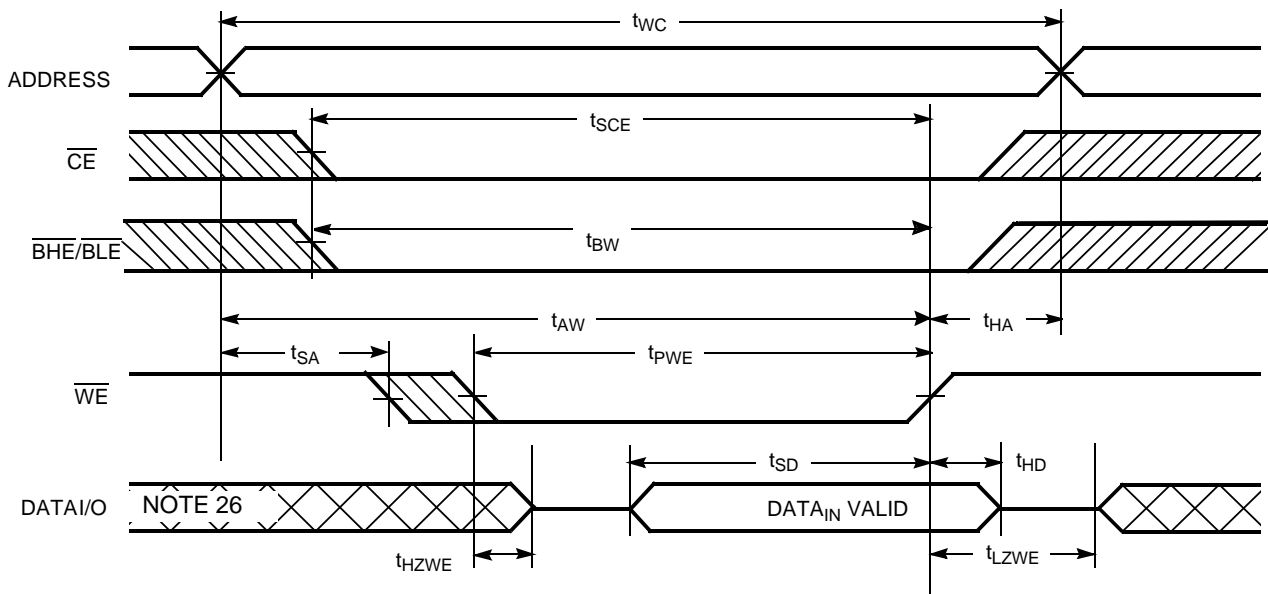 tWC
ADDRESS
tSCE
CE
tBW
BHE/BLE
tAW
tHA
tSA
tPWE
WE
tSD
tHD
DATAI/O
NOTE 26
DATAIN VALID
tHZWE
tLZWE